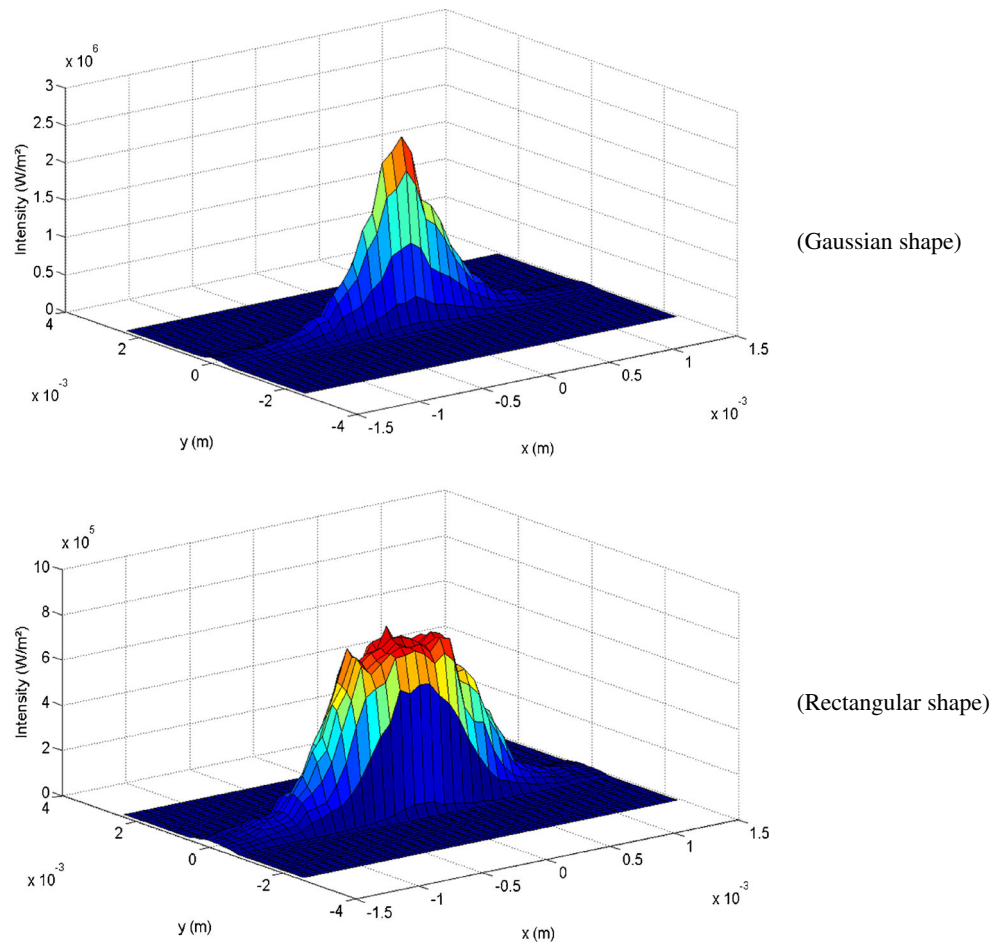 x 10^6
3
2.5
2
1.5
1
0.5
0
Intensity (W/m²)
4
2
0
-2
-4
x 10^-3
y (m)
-1.5
-1
-0.5
0
0.5
1
1.5
x 10^-3
x (m)
(Gaussian shape)
x 10^5
10
8
6
4
2
0
Intensity (W/m²)
4
2
0
-2
-4
x 10^-3
y (m)
-1.5
-1
-0.5
0
0.5
1
1.5
x 10^-3
x (m)
(Rectangular shape)